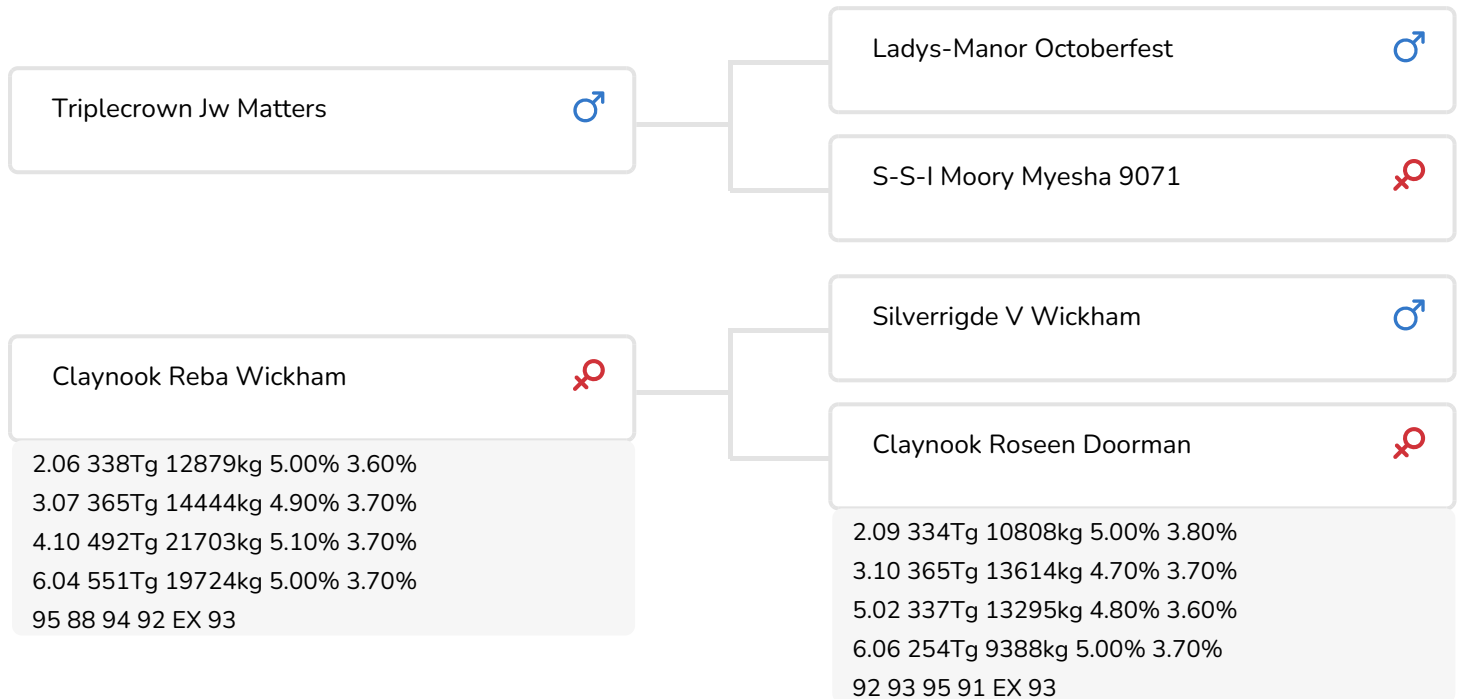 Triplecrown Jw Matters
Ladys-Manor Octoberfest
S-S-I Moory Myesha 9071
Claynook Reba Wickham
2.06 338Tg 12879kg 5.00% 3.60%
3.07 365Tg 14444kg 4.90% 3.70%
4.10 492Tg 21703kg 5.10% 3.70%
6.04 551Tg 19724kg 5.00% 3.70%
95 88 94 92 EX 93
Silverrigde V Wickham
Claynook Roseen Doorman
2.09 334Tg 10808kg 5.00% 3.80%
3.10 365Tg 13614kg 4.70% 3.70%
5.02 337Tg 13295kg 4.80% 3.60%
6.06 254Tg 9388kg 5.00% 3.70%
92 93 95 91 EX 93